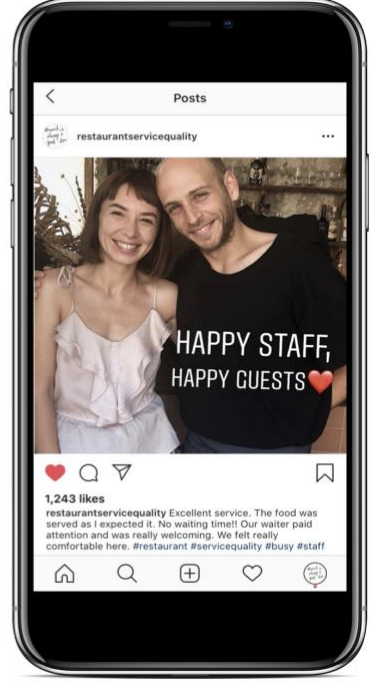 Posts
restaurantservicequality
HAPPY STAFF,
HAPPY GUESTS
1,243 likes
restaurantservicequality Excellent service. The food was
served as I expected it. No waiting time!! Our waiter paid
attention and was really welcoming. We felt really
comfortable here. #restaurant #servicequality #busy #staff